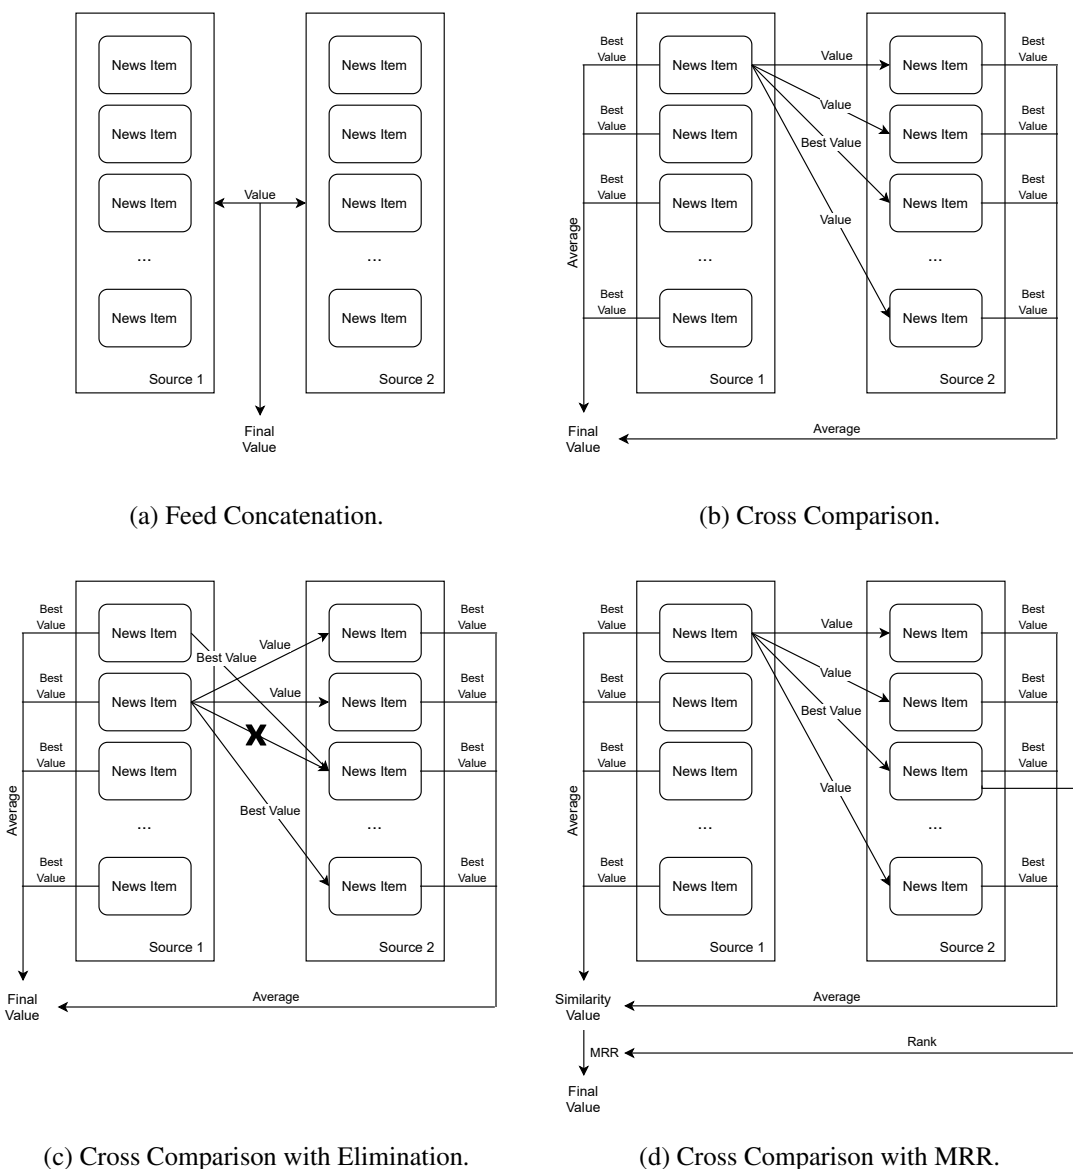 News Item
News Item
News Item
...
News Item
Source 1
Value
News Item
News Item
News Item
...
News Item
Source 2
Final
Value
(a) Feed Concatenation.
Best
Value
Best
Value
Best
Value
Best
Value
Average
News Item
News Item
News Item
...
News Item
Source 1
Value
Value
Best Value
Value
News Item
News Item
News Item
...
News Item
Source 2
Best
Value
Best
Value
Best
Value
Best
Value
Final
Value
Average
(b) Cross Comparison.
Best
Value
Best
Value
Best
Value
Best
Value
Average
News Item
News Item
News Item
...
News Item
Source 1
Value
Best Value
Value
X
Best Value
News Item
News Item
News Item
...
News Item
Source 2
Best
Value
Best
Value
Best
Value
Best
Value
Final
Value
Average
(c) Cross Comparison with Elimination.
Best
Value
Best
Value
Best
Value
Best
Value
Average
News Item
News Item
News Item
...
News Item
Source 1
Value
Value
Best Value
Value
News Item
News Item
News Item
...
News Item
Source 2
Best
Value
Best
Value
Best
Value
Best
Value
Similarity
Value
Average
MRR
Rank
Final
Value
(d) Cross Comparison with MRR.